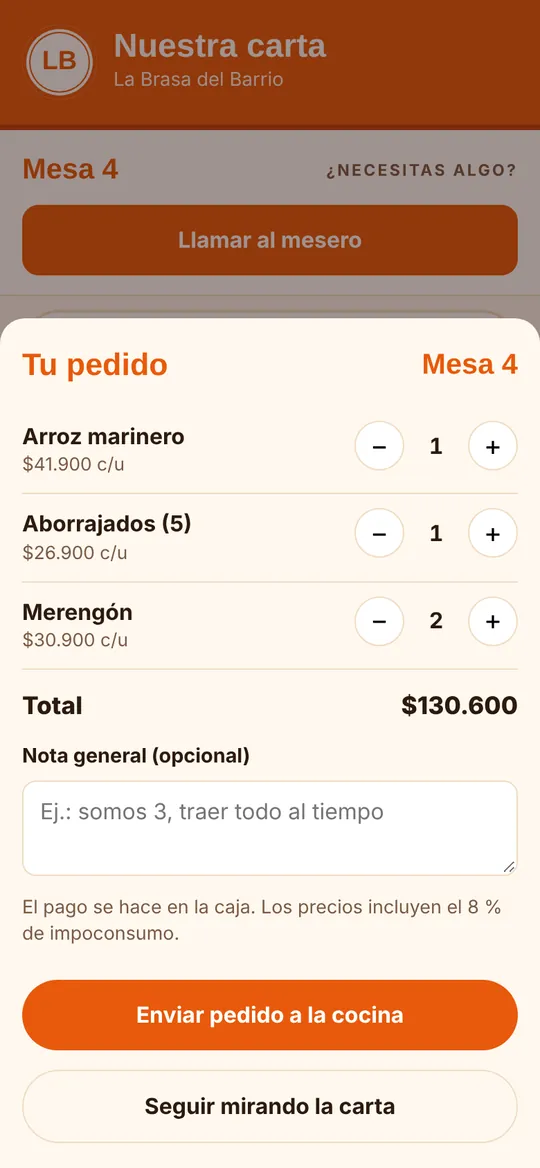 LB
Nuestra carta
La Brasa del Barrio
Mesa 4
¿NECESITAS ALGO?
Llamar al mesero
Tu pedido
Mesa 4
Arroz marinero
$41.900 c/u
− 1 +
Aborrajados (5)
$26.900 c/u
− 1 +
Merengón
$30.900 c/u
− 2 +
Total
$130.600
Nota general (opcional)
Ej.: somos 3, traer todo al tiempo
El pago se hace en la caja. Los precios incluyen el 8 %
de impoconsumo.
Enviar pedido a la cocina
Seguir mirando la carta